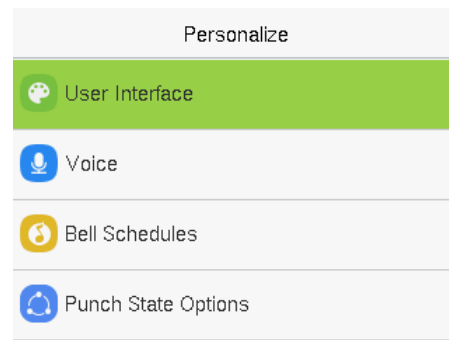 Personalize
User Interface
Voice
Bell Schedules
Punch State Options